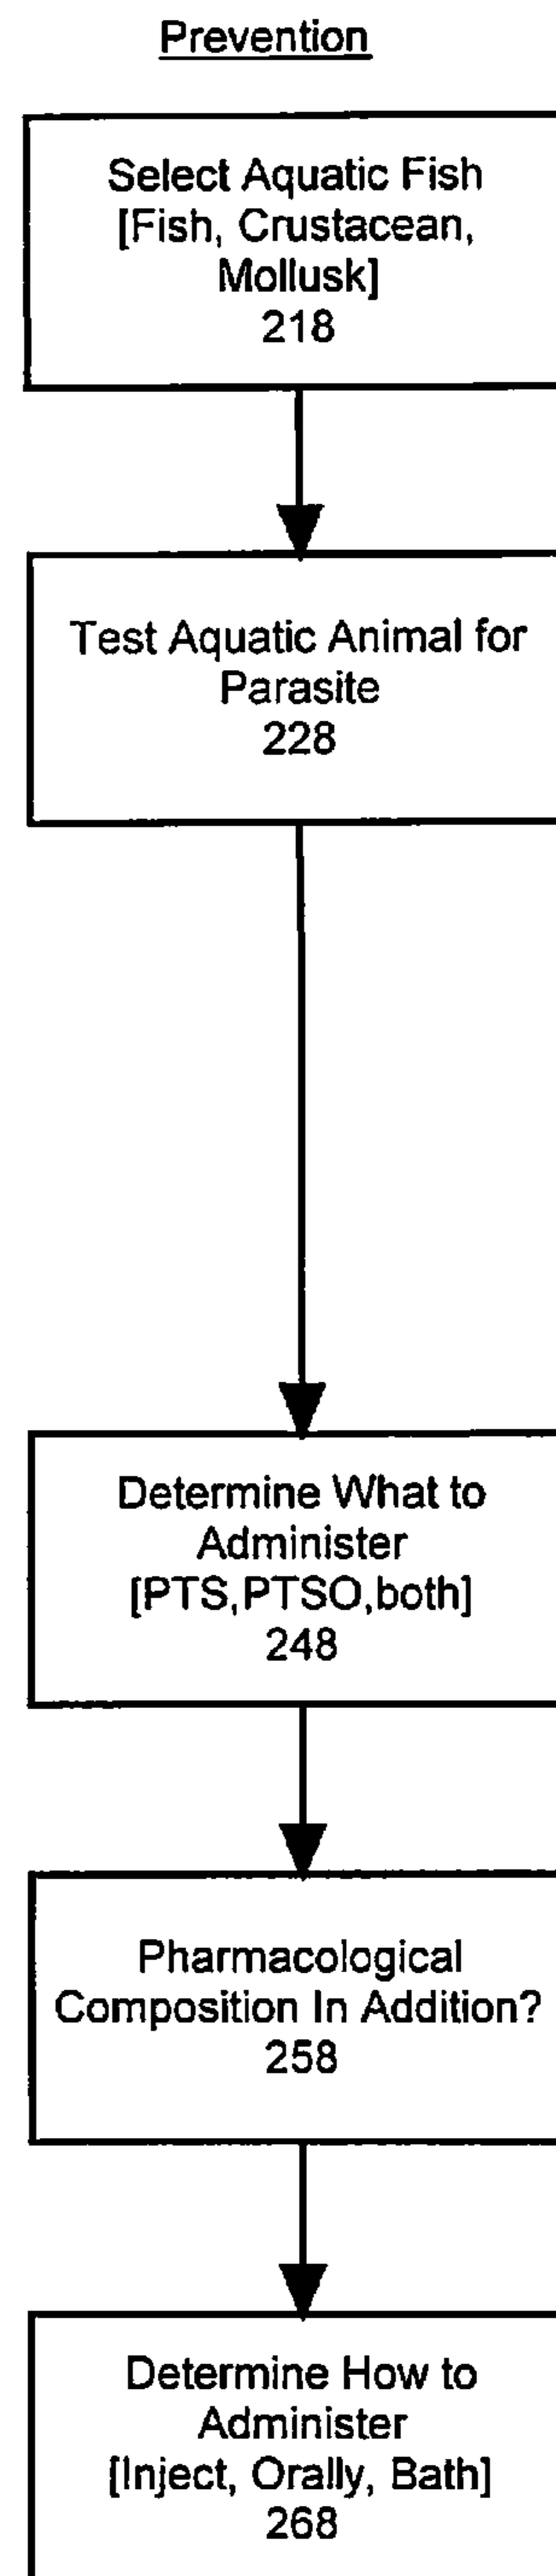 Prevention
Select Aquatic Fish
[Fish, Crustacean,
Mollusk]
218
Test Aquatic Animal for
Parasite
228
Determine What to
Administer
[PTS,PTSO,both]
248
Pharmacological
Composition In Addition?
258
Determine How to
Administer
[Inject, Orally, Bath]
268